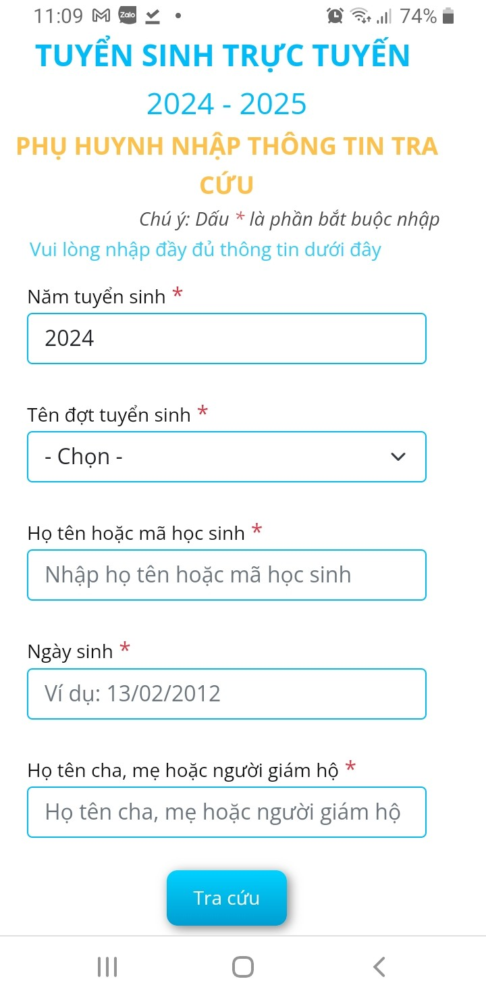 11:09 Zalo 74%
TUYỂN SINH TRỰC TUYẾN
2024 - 2025
PHỤ HUYNH NHẬP THÔNG TIN TRA
CỨU
Chú ý: Dấu * là phần bắt buộc nhập
Vui lòng nhập đầy đủ thông tin dưới đây
Năm tuyển sinh *
2024
Tên đợt tuyển sinh *
- Chọn -
Họ tên hoặc mã học sinh *
Nhập họ tên hoặc mã học sinh
Ngày sinh *
Ví dụ: 13/02/2012
Họ tên cha, mẹ hoặc người giám hộ *
Họ tên cha, mẹ hoặc người giám hộ
Tra cứu